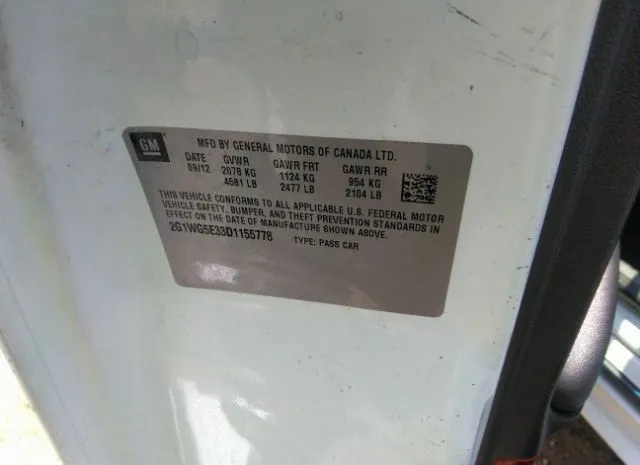 GM
MFD BY GENERAL MOTORS OF CANADA LTD.
DATE GVWR GAWR FRT GAWR RR
09/12 2078 KG 1124 KG 954 KG
4581 LB 2477 LB 2104 LB
THIS VEHICLE CONFORMS TO ALL APPLICABLE U.S. FEDERAL MOTOR
VEHICLE SAFETY, BUMPER, AND THEFT PREVENTION STANDARDS IN
EFFECT ON THE DATE OF MANUFACTURE SHOWN ABOVE.
2G1WG5E33D1155778 TYPE: PASS CAR